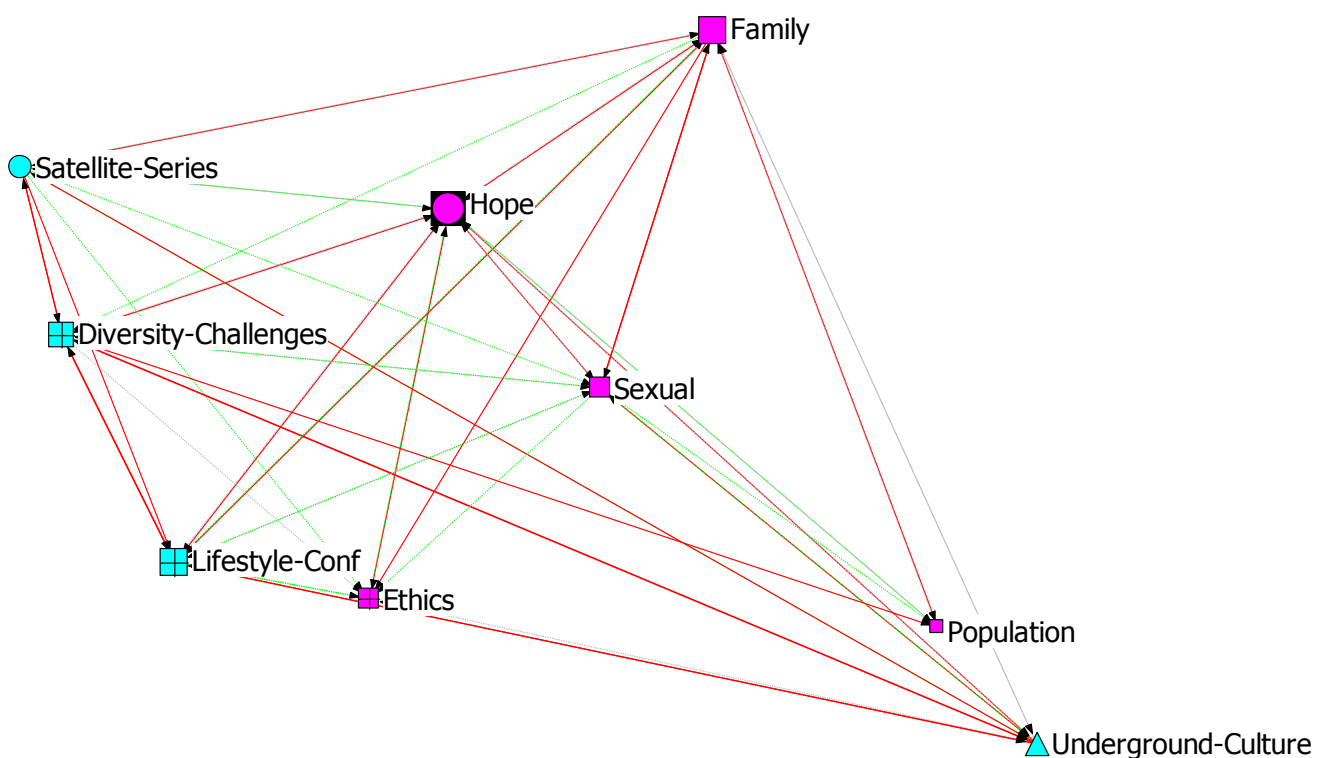 Family
Satellite-Series
Hope
Diversity-Challenges
Sexual
Lifestyle-Conf
Ethics
Population
Underground-Culture